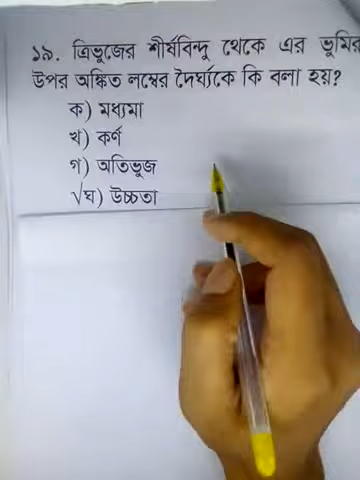 ১৯. ত্রিভুজের শীর্ষবিন্দু থেকে এর ভূমির
উপর অঙ্কিত লম্বের দৈর্ঘ্যকে কি বলা হয়?
ক) মধ্যমা
খ) কর্ণ
গ) অতিভুজ
√ঘ) উচ্চতা